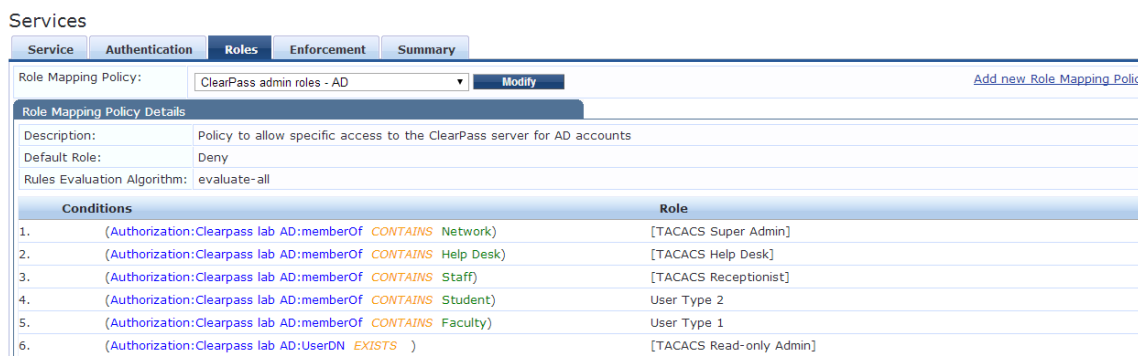 Services
Service Authentication Roles Enforcement Summary
Role Mapping Policy: ClearPass admin roles - AD Modify Add new Role Mapping Polic
Role Mapping Policy Details
Description: Policy to allow specific access to the ClearPass server for AD accounts
Default Role: Deny
Rules Evaluation Algorithm: evaluate-all
Conditions Role
1. (Authorization:Clearpass lab AD:memberOf CONTAINS Network) [TACACS Super Admin]
2. (Authorization:Clearpass lab AD:memberOf CONTAINS Help Desk) [TACACS Help Desk]
3. (Authorization:Clearpass lab AD:memberOf CONTAINS Staff) [TACACS Receptionist]
4. (Authorization:Clearpass lab AD:memberOf CONTAINS Student) User Type 2
5. (Authorization:Clearpass lab AD:memberOf CONTAINS Faculty) User Type 1
6. (Authorization:Clearpass lab AD:UserDN EXISTS ) [TACACS Read-only Admin]